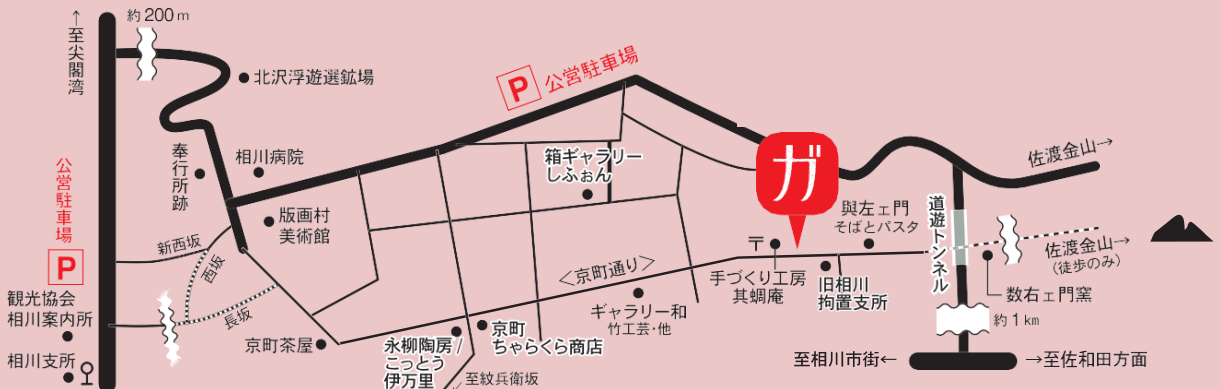 約200m
↑至尖閣湾
北沢浮遊選鉱場
P 公営駐車場
奉行所跡
相川病院
箱ギャラリー
しふぉん
ガ
佐渡金山→
公営駐車場
P
版画村
美術館
新西坂
西坂
長坂
〒
與左ェ門
そばとパスタ
道遊トンネル
佐渡金山→
(徒歩のみ)
<京町通り>
手づくり工房
其蜩庵
旧相川
拘置支所
数右ェ門窯
観光協会
相川案内所
相川支所
京町茶屋
永柳陶房/
こっとう
伊万里
京町
ちゃらくら商店
ギャラリー和
竹工芸・他
約1km
至相川市街←
→至佐和田方面
至紋兵衛坂